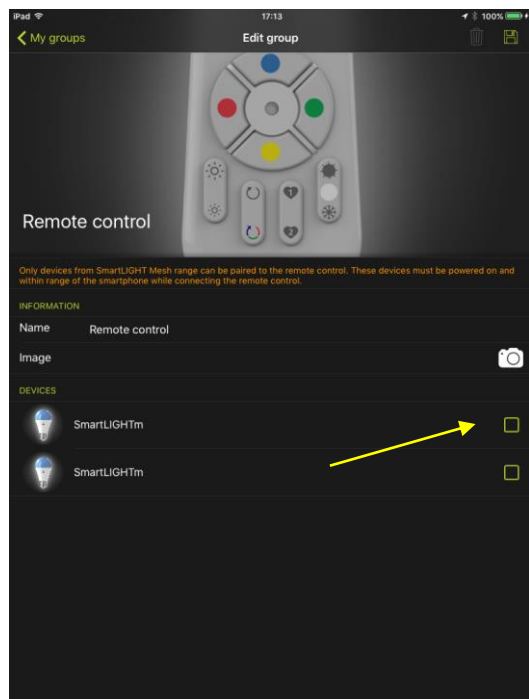 iPad 17:13 100%
My groups Edit group
1
2
Remote control
Only devices from SmartLIGHT Mesh range can be paired to the remote control. These devices must be powered on and
within range of the smartphone while connecting the remote control.
INFORMATION
Name Remote control
Image
DEVICES
SmartLIGHTm
SmartLIGHTm